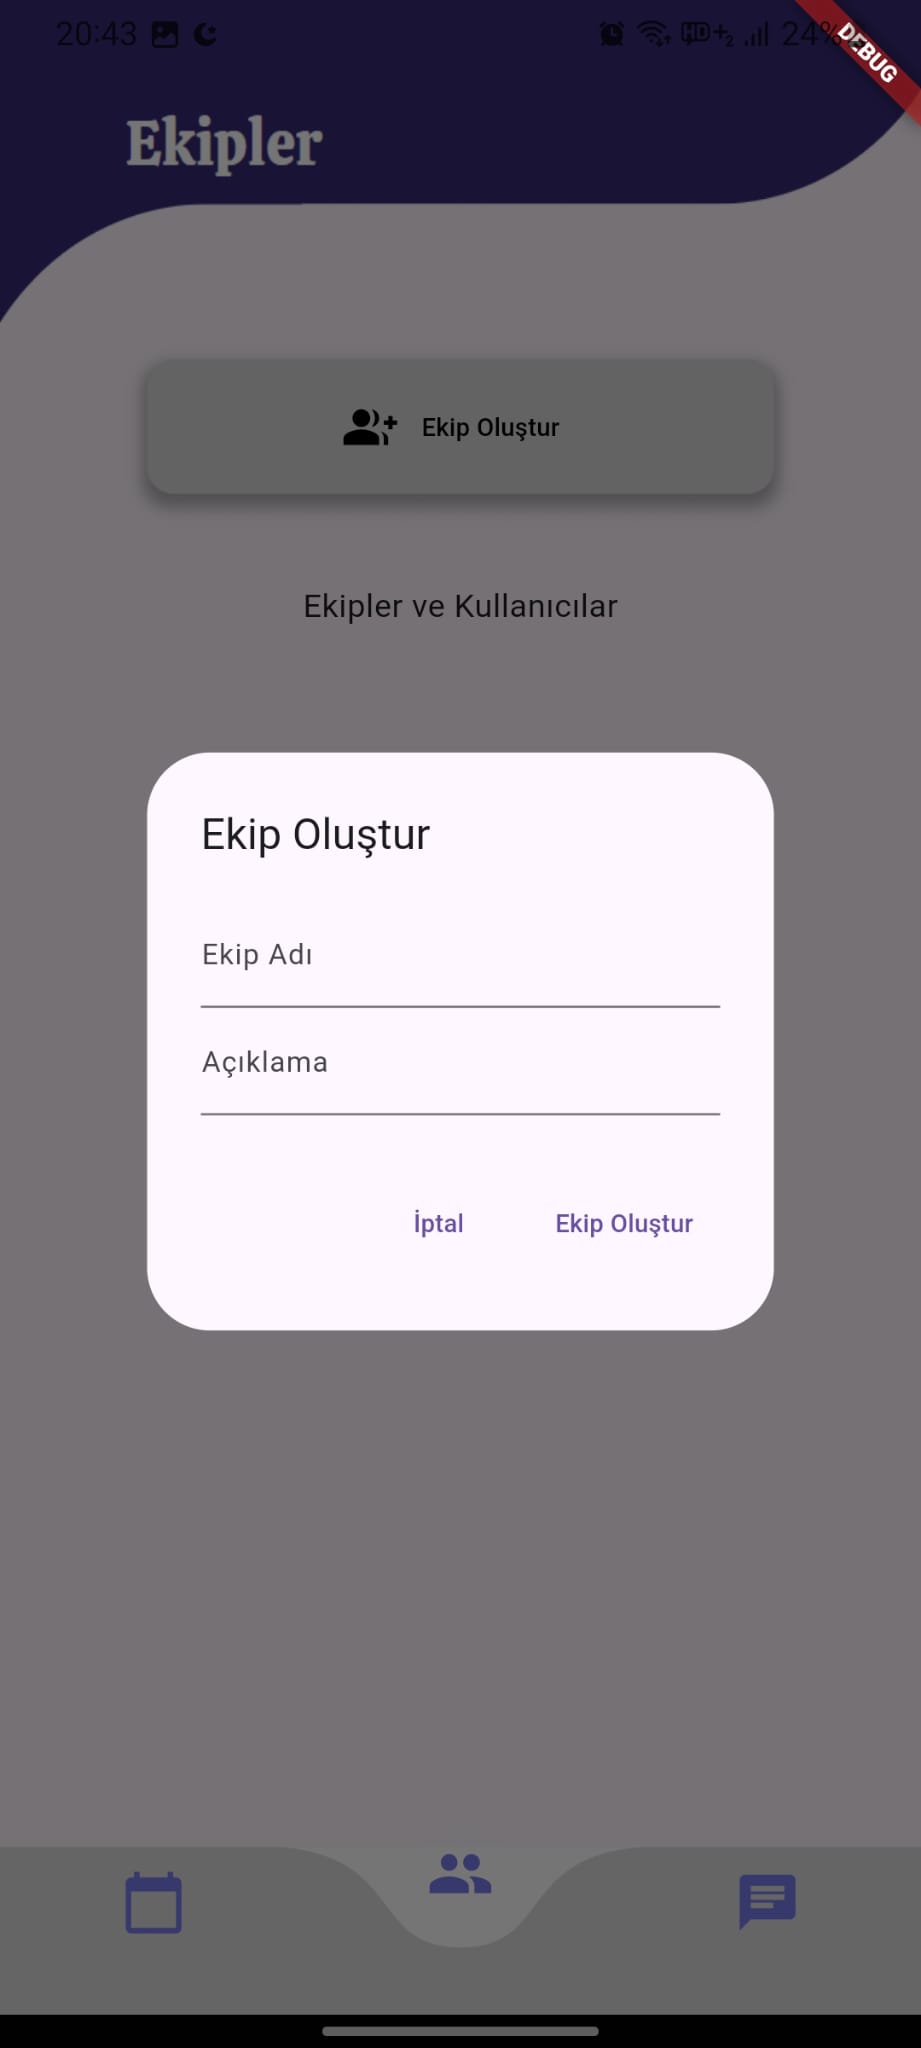 20:43
24%
DEBUG
Ekipler
Ekip Oluştur
Ekipler ve Kullanıcılar
Ekip Oluştur
Ekip Adı
Açıklama
İptal Ekip Oluştur